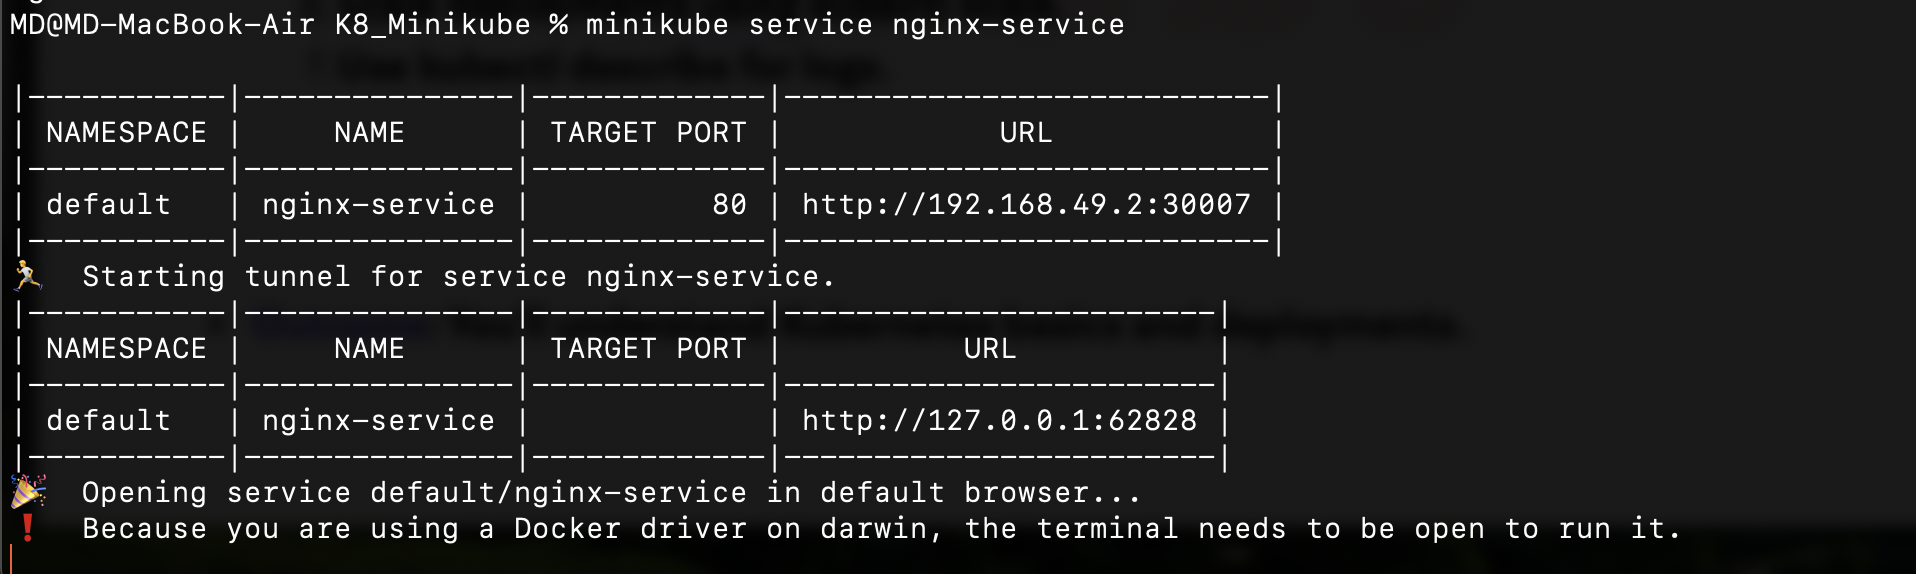 MD@MD-MacBook-Air K8_Minikube % minikube service nginx-service
|-----------|---------------|-------------|---------------------------|
| NAMESPACE |     NAME      | TARGET PORT |            URL            |
|-----------|---------------|-------------|---------------------------|
| default   | nginx-service |          80 | http://192.168.49.2:30007 |
|-----------|---------------|-------------|---------------------------|
🏃  Starting tunnel for service nginx-service.
|-----------|---------------|-------------|------------------------|
| NAMESPACE |     NAME      | TARGET PORT |          URL           |
|-----------|---------------|-------------|------------------------|
| default   | nginx-service |             | http://127.0.0.1:62828 |
|-----------|---------------|-------------|------------------------|
🎉  Opening service default/nginx-service in default browser...
❗  Because you are using a Docker driver on darwin, the terminal needs to be open to run it.